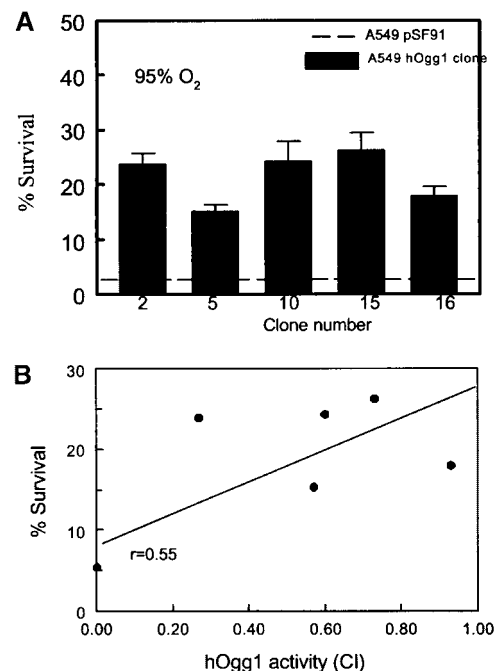 A
50
40
30
20
10
0
% Survival
95% O2
A549 pSF91
A549 hOgg1 clone
2 5 10 15 16
Clone number
B
30
20
10
0
% Survival
r=0.55
0.00 0.20 0.40 0.60 0.80 1.00
hOgg1 activity (CI)